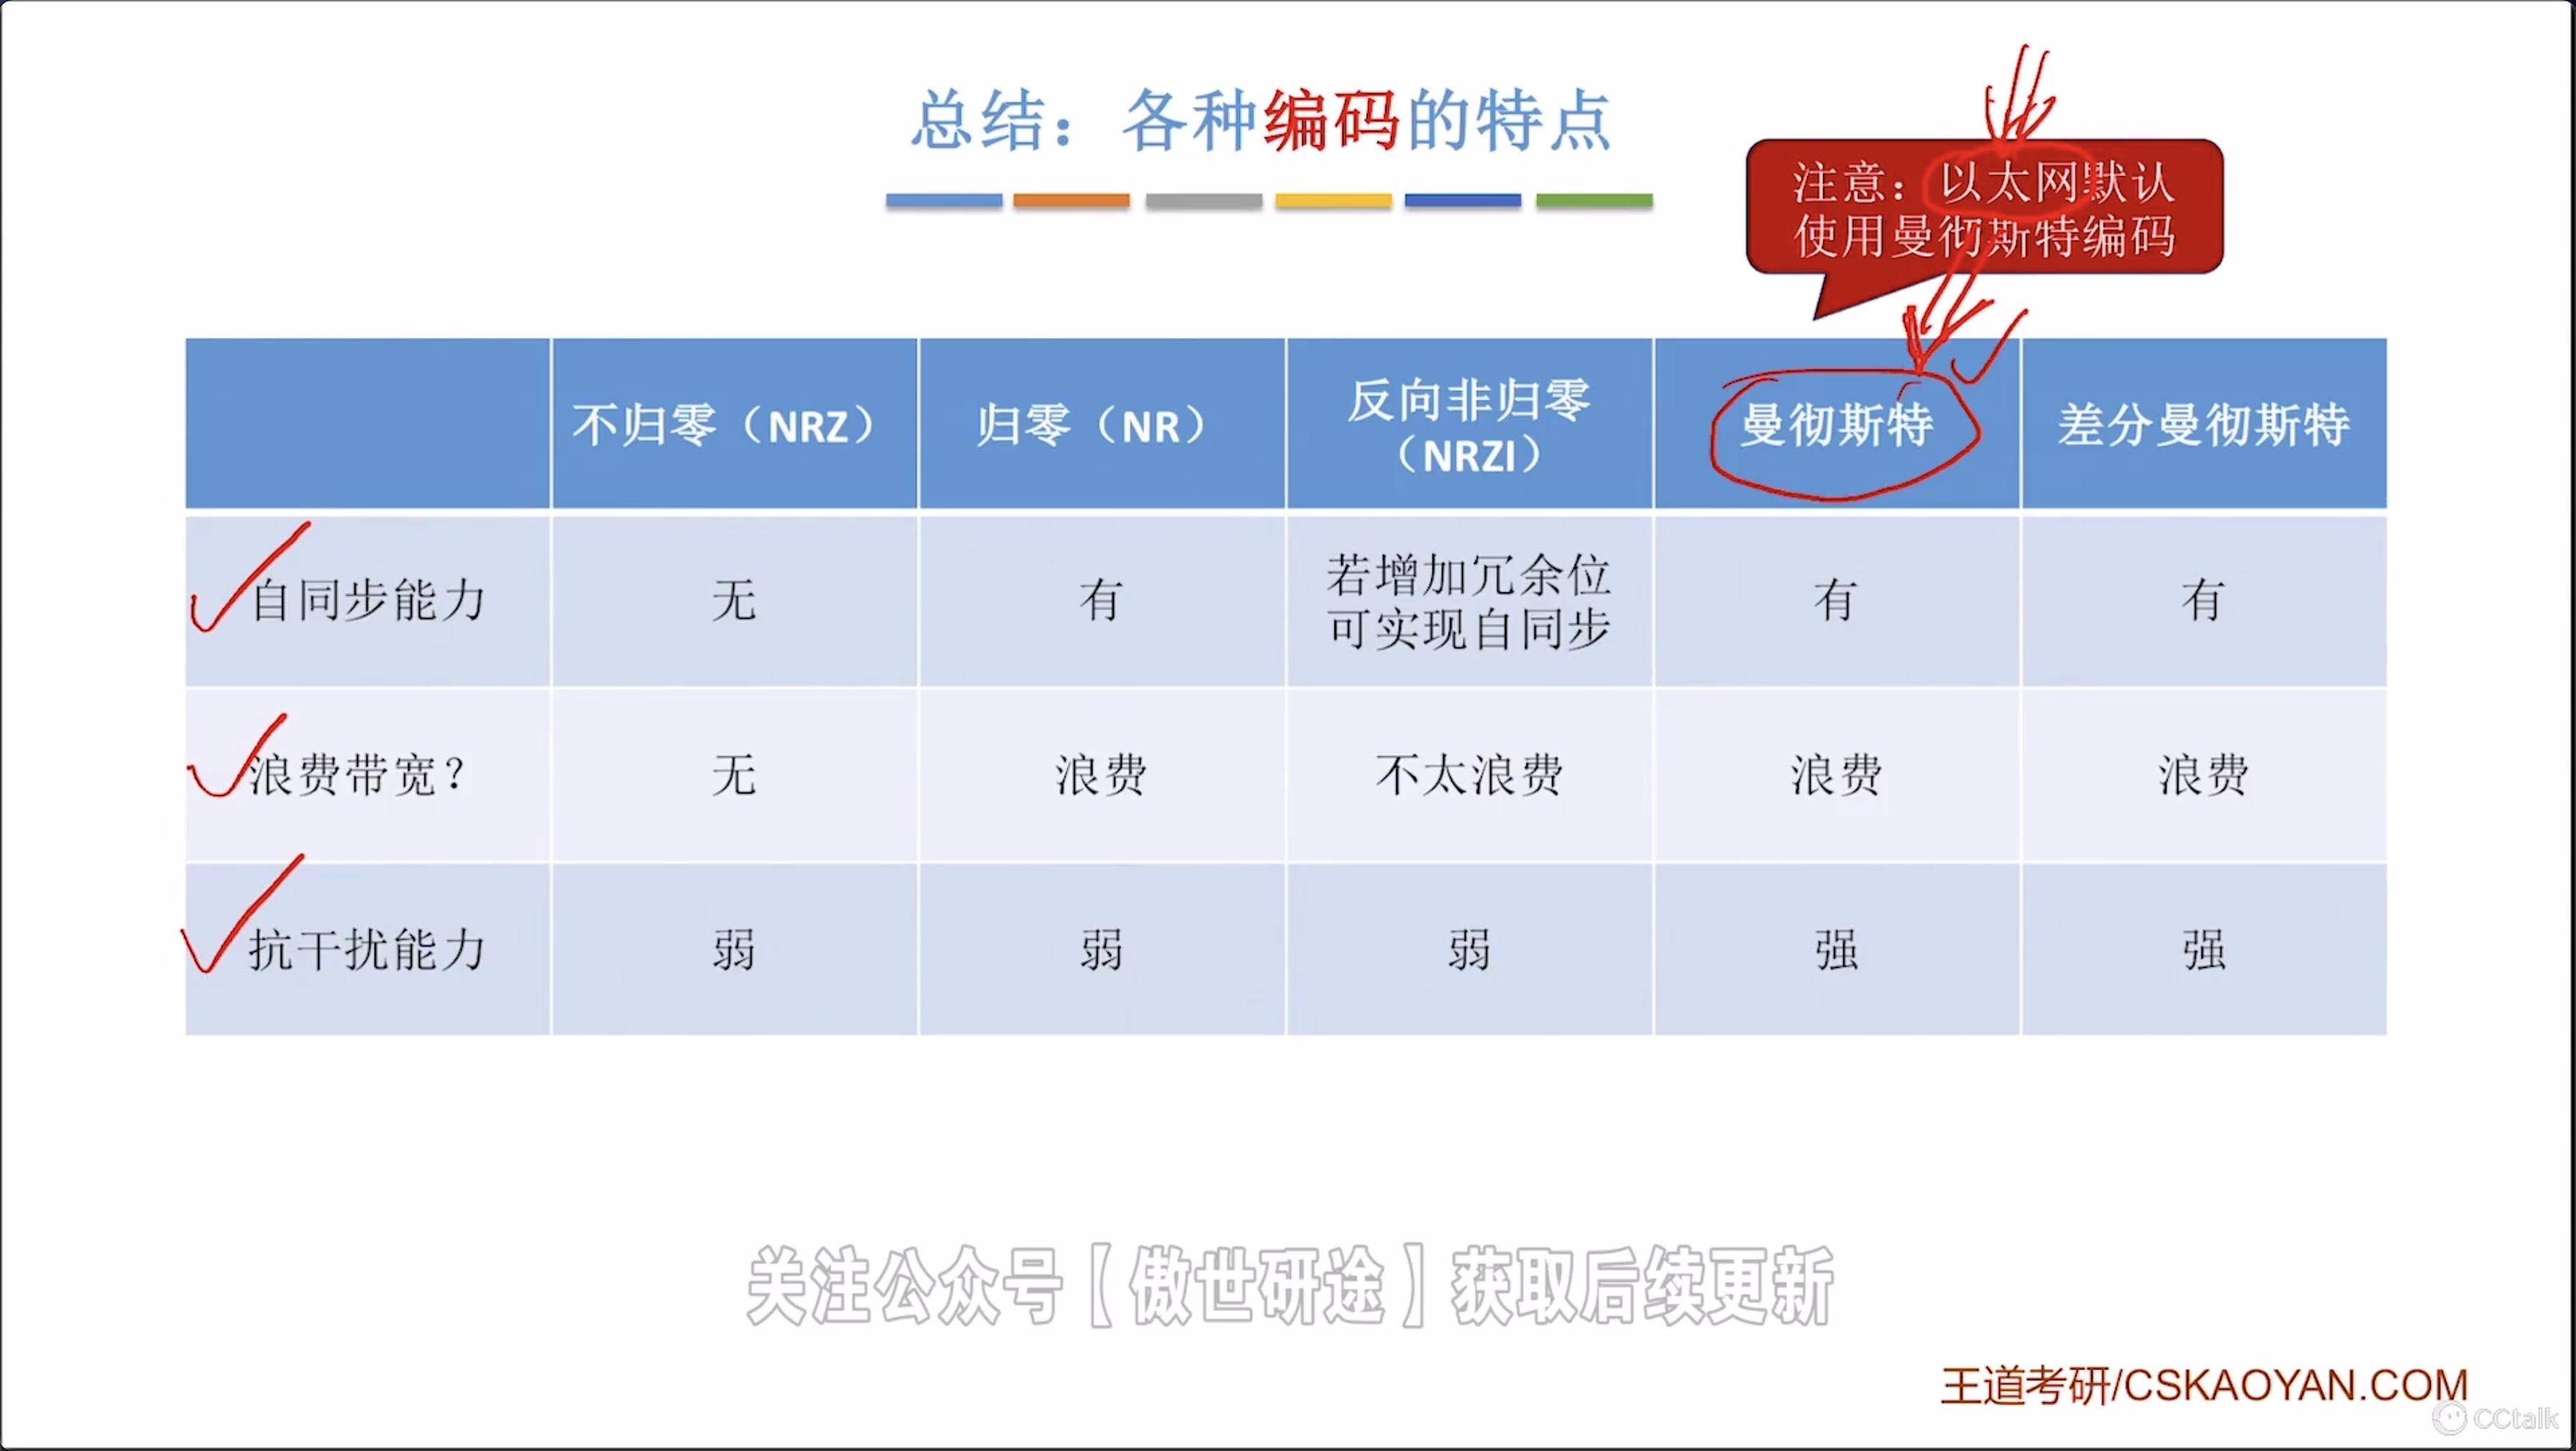 总结：各种编码的特点
注意：以太网默认
使用曼彻斯特编码
不归零（NRZ）
归零（NR）
反向非归零
（NRZI）
曼彻斯特
差分曼彻斯特
自同步能力
无
有
若增加冗余位
可实现自同步
有
有
浪费带宽？
无
浪费
不太浪费
浪费
浪费
抗干扰能力
弱
弱
弱
强
强
关注公众号【傲世研途】获取后续更新
王道考研/CSKAOYAN.COM
CCtalk